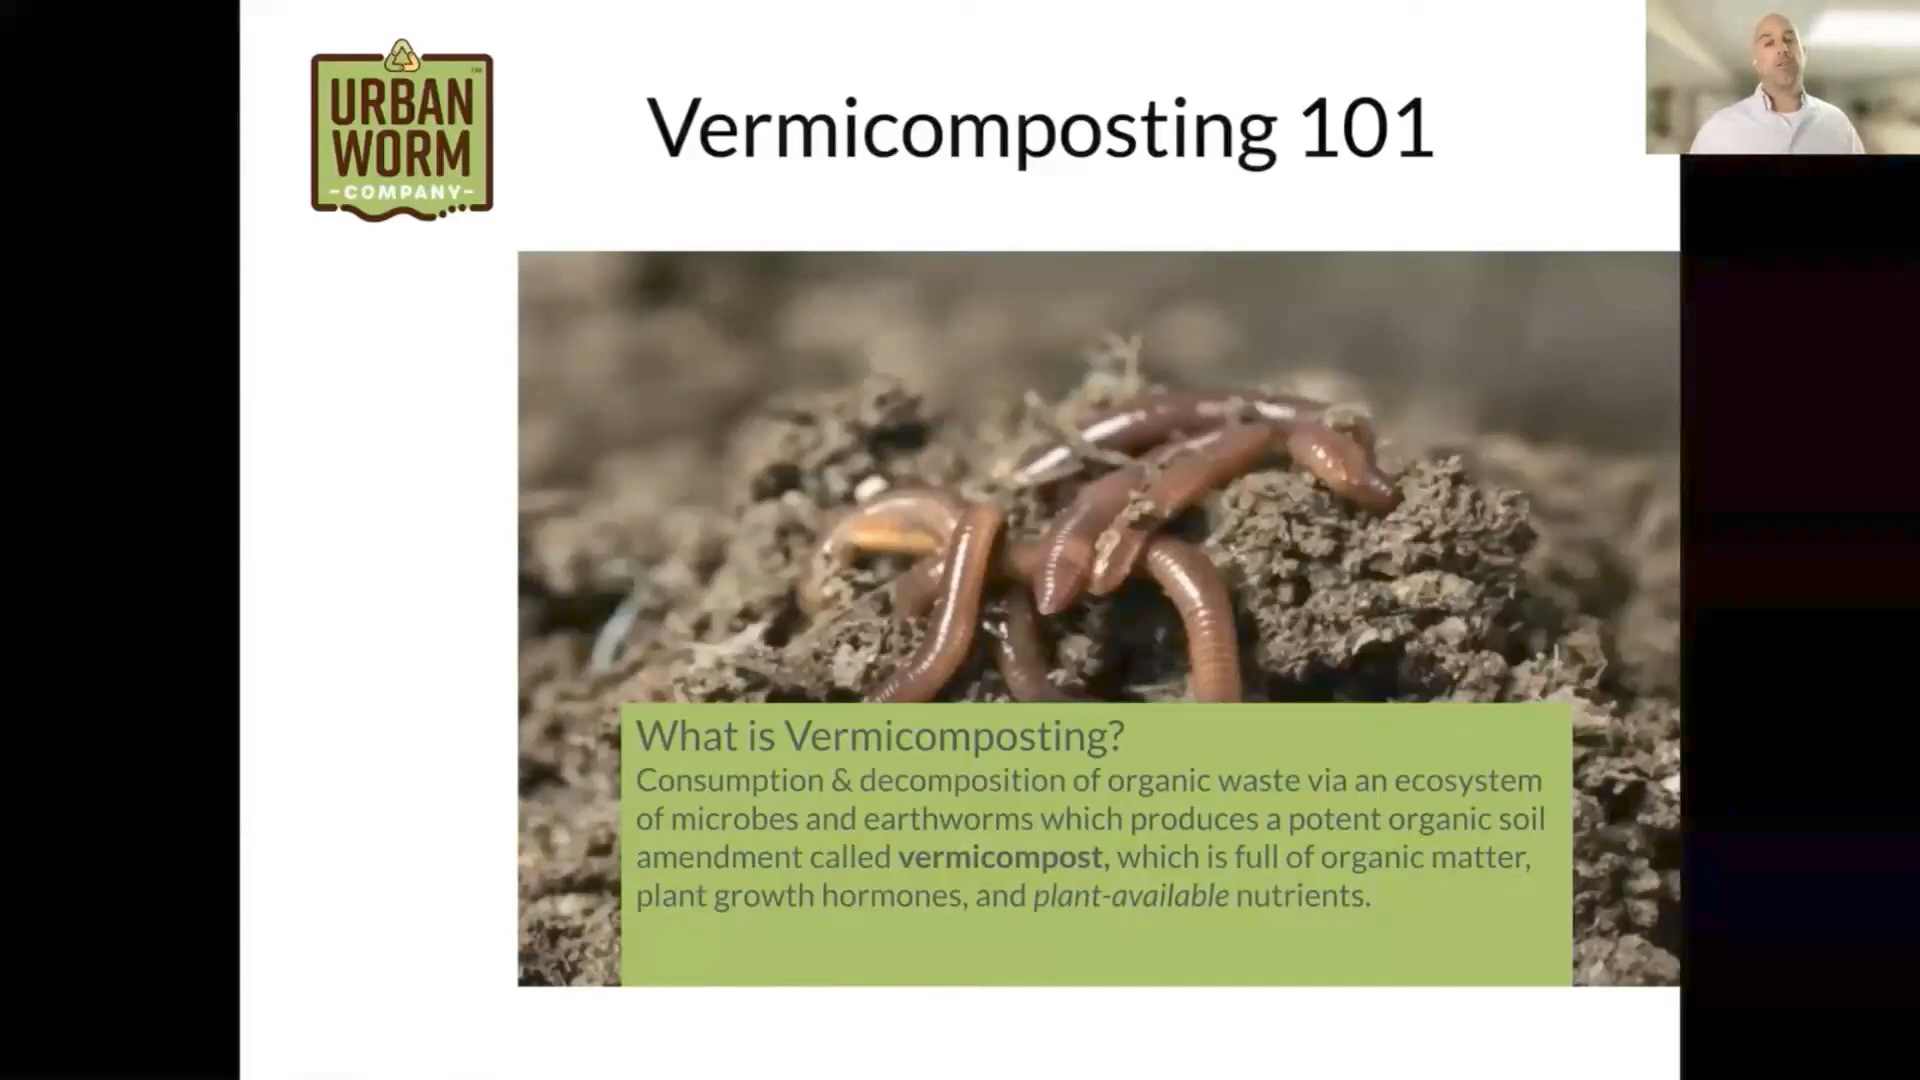 URBAN
WORM
-COMPANY-
Vermicomposting 101
What is Vermicomposting?
Consumption & decomposition of organic waste via an ecosystem
of microbes and earthworms which produces a potent organic soil
amendment called vermicompost, which is full of organic matter,
plant growth hormones, and plant-available nutrients.